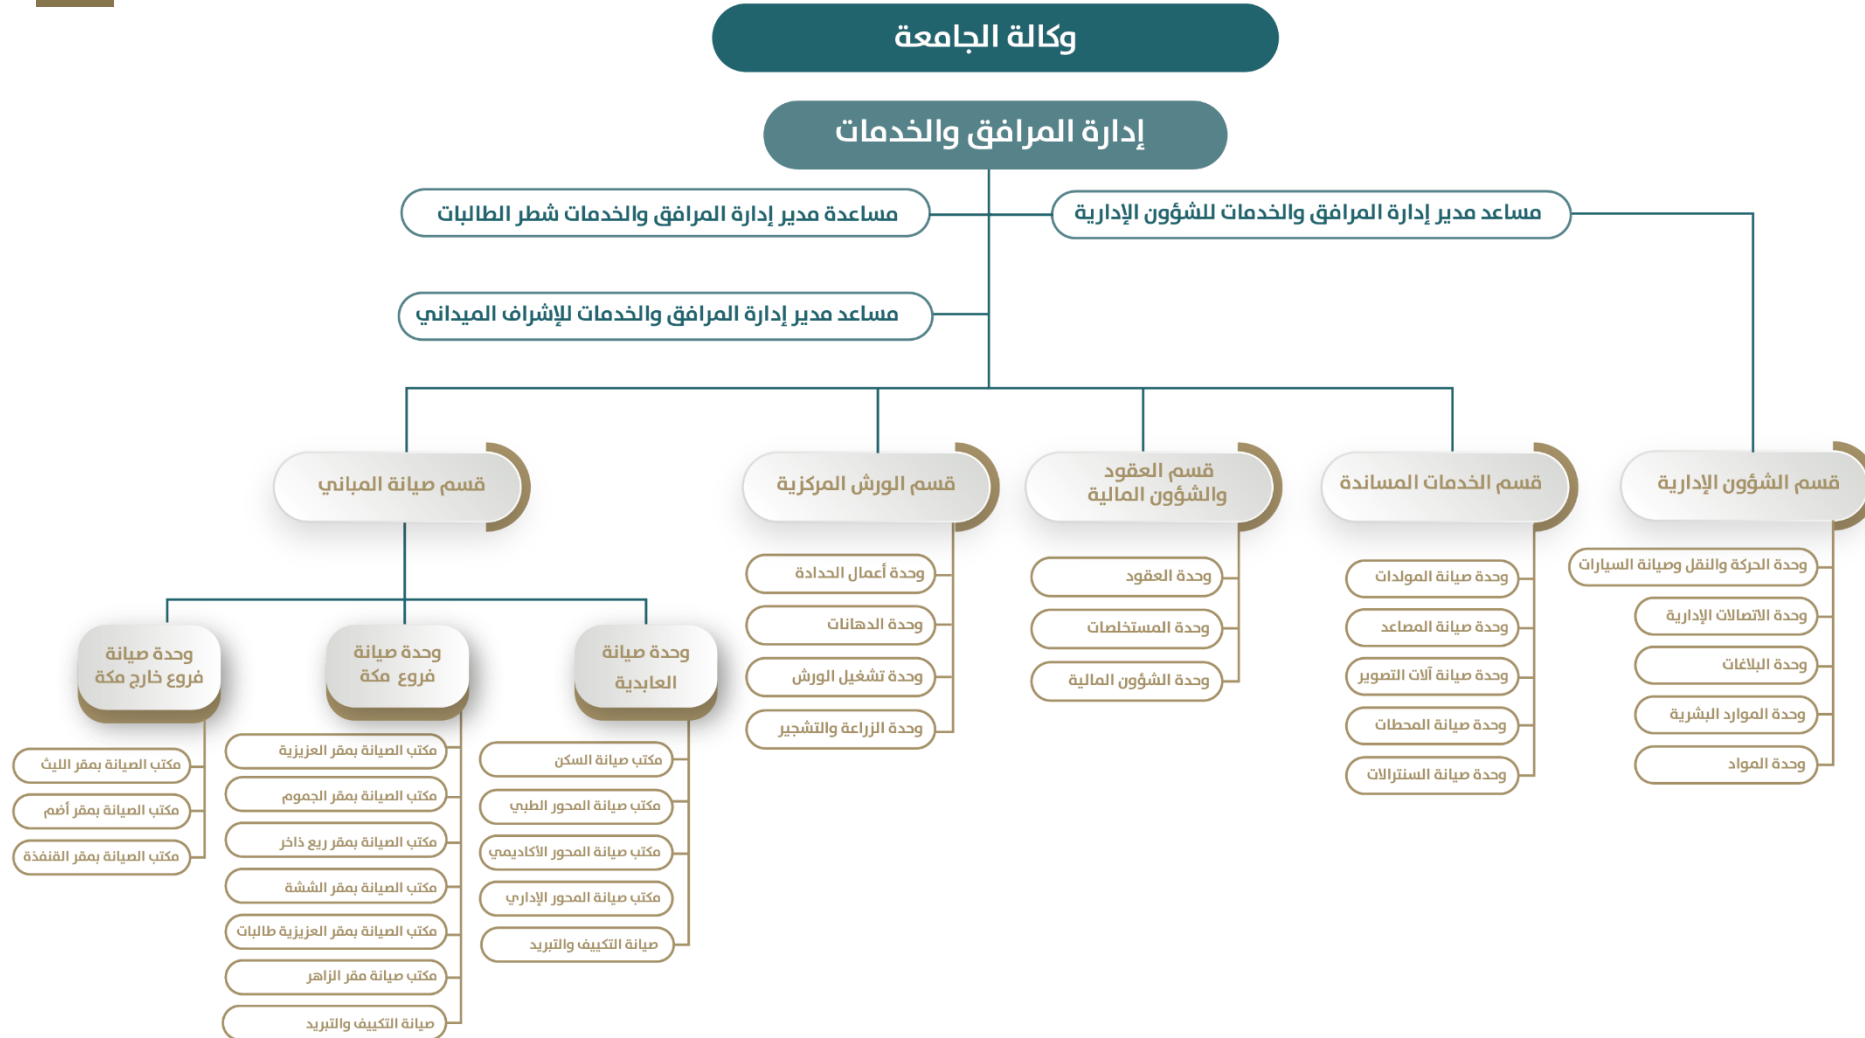 وكالة الجامعة
إدارة المرافق والخدمات
مساعد مدير إدارة المرافق والخدمات للشؤون الإدارية
مساعدة مدير إدارة المرافق والخدمات شطر الطالبات
مساعد مدير إدارة المرافق والخدمات للإشراف الميداني
قسم الشؤون الإدارية
وحدة الحركة والنقل وصيانة السيارات
وحدة الاتصالات الإدارية
وحدة البلاغات
وحدة الموارد البشرية
وحدة المواد
قسم الخدمات المساندة
وحدة صيانة المولدات
وحدة صيانة المصاعد
وحدة صيانة آلات التصوير
وحدة صيانة المحطات
وحدة صيانة السنترالات
قسم العقود
والشؤون المالية
وحدة العقود
وحدة المستخلصات
وحدة الشؤون المالية
قسم الورش المركزية
وحدة أعمال الحدادة
وحدة الدهانات
وحدة تشغيل الورش
وحدة الزراعة والتشجير
قسم صيانة المباني
وحدة صيانة
العابدية
مكتب صيانة السكن
مكتب صيانة المحور الطبي
مكتب صيانة المحور الأكاديمي
مكتب صيانة المحور الإداري
صيانة التكييف والتبريد
وحدة صيانة
فروع مكة
مكتب الصيانة بمقر العزيزية
مكتب الصيانة بمقر الجموم
مكتب الصيانة بمقر ريع ذاخر
مكتب الصيانة بمقر الششة
مكتب الصيانة بمقر العزيزية طالبات
مكتب صيانة مقر الزاهر
صيانة التكييف والتبريد
وحدة صيانة
فروع خارج مكة
مكتب الصيانة بمقر الليث
مكتب الصيانة بمقر أضم
مكتب الصيانة بمقر القنفذة